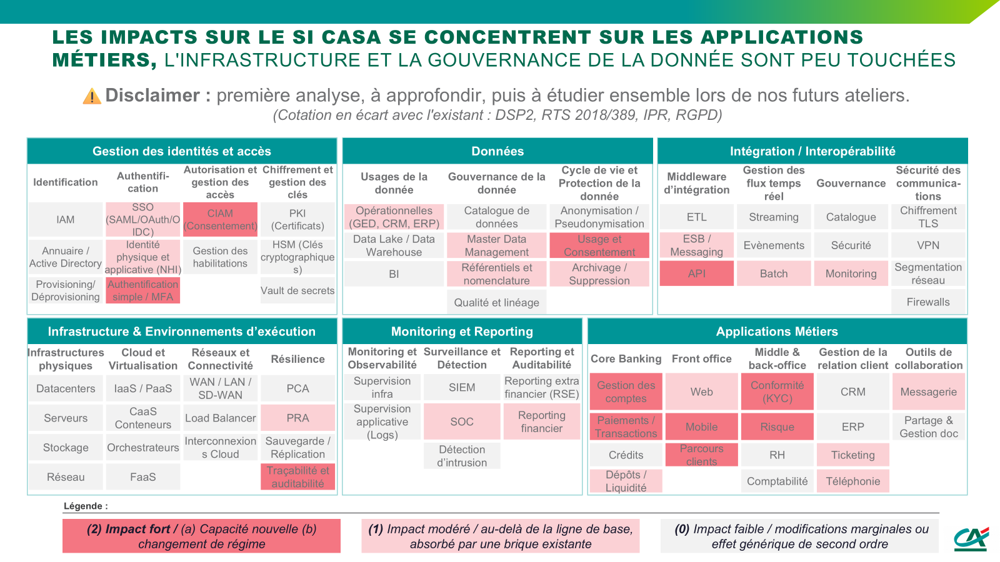 LES IMPACTS SUR LE SI CASA SE CONCENTRENT SUR LES APPLICATIONS
MÉTIERS, L'INFRASTRUCTURE ET LA GOUVERNANCE DE LA DONNÉE SONT PEU TOUCHÉES
Disclaimer : première analyse, à approfondir, puis à étudier ensemble lors de nos futurs ateliers.
(Cotation en écart avec l'existant : DSP2, RTS 2018/389, IPR, RGPD)
Gestion des identités et accès
Identification
IAM
Annuaire /
Active Directory
Provisioning/
Déprovisioning
Authentifi-
cation
SSO
(SAML/OAuth/O
IDC)
Identité
physique et
applicative (NHI)
Authentification
simple / MFA
Autorisation et
gestion des
accès
CIAM
(Consentement)
Gestion des
habilitations
Chiffrement et
gestion des
clés
PKI
(Certificats)
HSM (Clés
cryptographique
s)
Vault de secrets
Données
Usages de la
donnée
Opérationnelles
(GED, CRM, ERP)
Data Lake / Data
Warehouse
BI
Gouvernance de la
donnée
Catalogue de
données
Master Data
Management
Référentiels et
nomenclature
Qualité et linéage
Cycle de vie et
Protection de la
donnée
Anonymisation /
Pseudonymisation
Usage et
Consentement
Archivage /
Suppression
Intégration / Interopérabilité
Middleware
d’intégration
ETL
ESB /
Messaging
API
Gestion des
flux temps
réel
Streaming
Evènements
Batch
Gouvernance
Catalogue
Sécurité
Monitoring
Sécurité des
communica-
tions
Chiffrement
TLS
VPN
Segmentation
réseau
Firewalls
Infrastructure & Environnements d’exécution
Infrastructures
physiques
Datacenters
Serveurs
Stockage
Réseau
Cloud et
Virtualisation
IaaS / PaaS
CaaS
Conteneurs
Orchestrateurs
FaaS
Réseaux et
Connectivité
WAN / LAN /
SD-WAN
Load Balancer
Interconnexion
s Cloud
Résilience
PCA
PRA
Sauvegarde /
Réplication
Traçabilité et
auditabilité
Monitoring et Reporting
Monitoring et
Observabilité
Supervision
infra
Supervision
applicative
(Logs)
Surveillance et
Détection
SIEM
SOC
Détection
d’intrusion
Reporting et
Auditabilité
Reporting extra
financier (RSE)
Reporting
financier
Applications Métiers
Core Banking
Gestion des
comptes
Paiements /
Transactions
Crédits
Dépôts /
Liquidité
Front office
Web
Mobile
Parcours
clients
Middle &
back-office
Conformité
(KYC)
Risque
RH
Comptabilité
Gestion de la
relation client
CRM
ERP
Ticketing
Téléphonie
Outils de
collaboration
Messagerie
Partage &
Gestion doc
Légende :
(2) Impact fort / (a) Capacité nouvelle (b)
changement de régime
(1) Impact modéré / au-delà de la ligne de base,
absorbé par une brique existante
(0) Impact faible / modifications marginales ou
effet générique de second ordre
CA